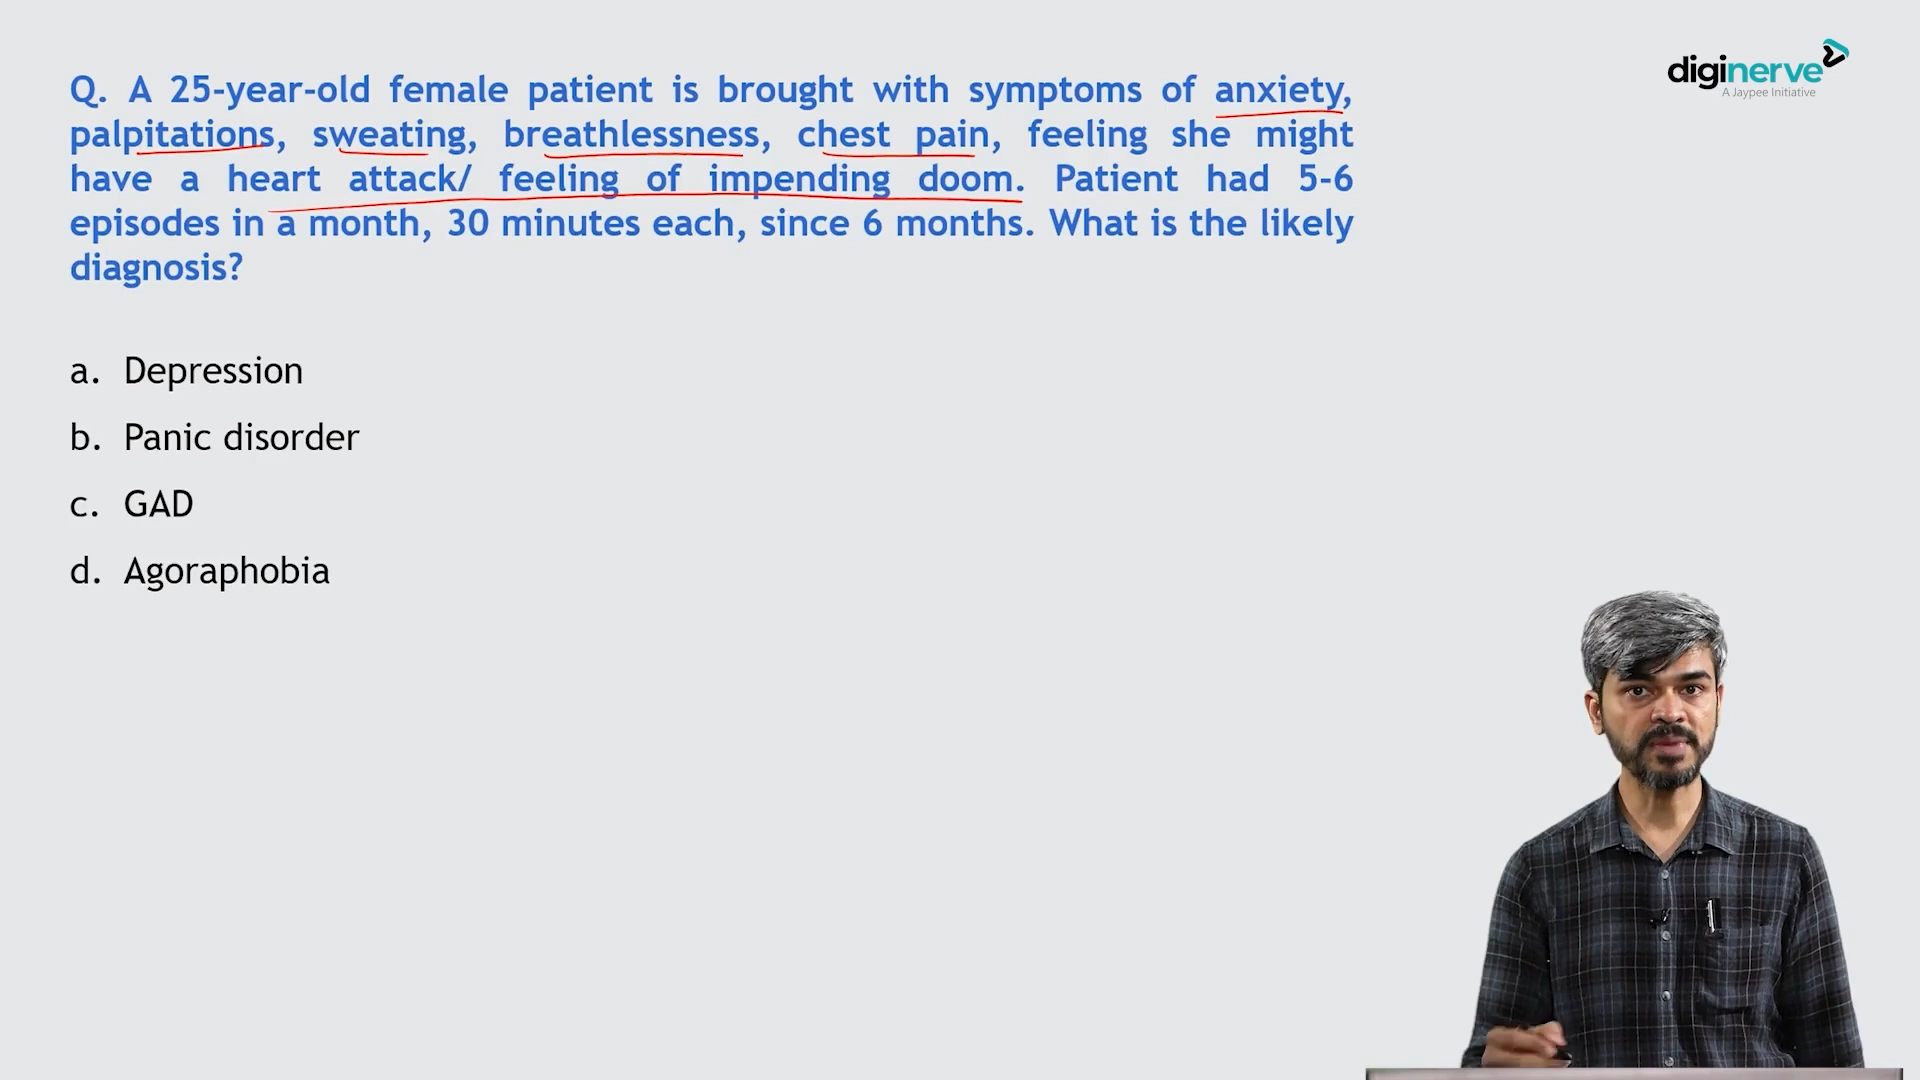 diginerve
A Jaypee Initiative
Q. A 25-year-old female patient is brought with symptoms of anxiety,
palpitations, sweating, breathlessness, chest pain, feeling she might
have a heart attack/ feeling of impending doom. Patient had 5-6
episodes in a month, 30 minutes each, since 6 months. What is the likely
diagnosis?
a. Depression
b. Panic disorder
c. GAD
d. Agoraphobia